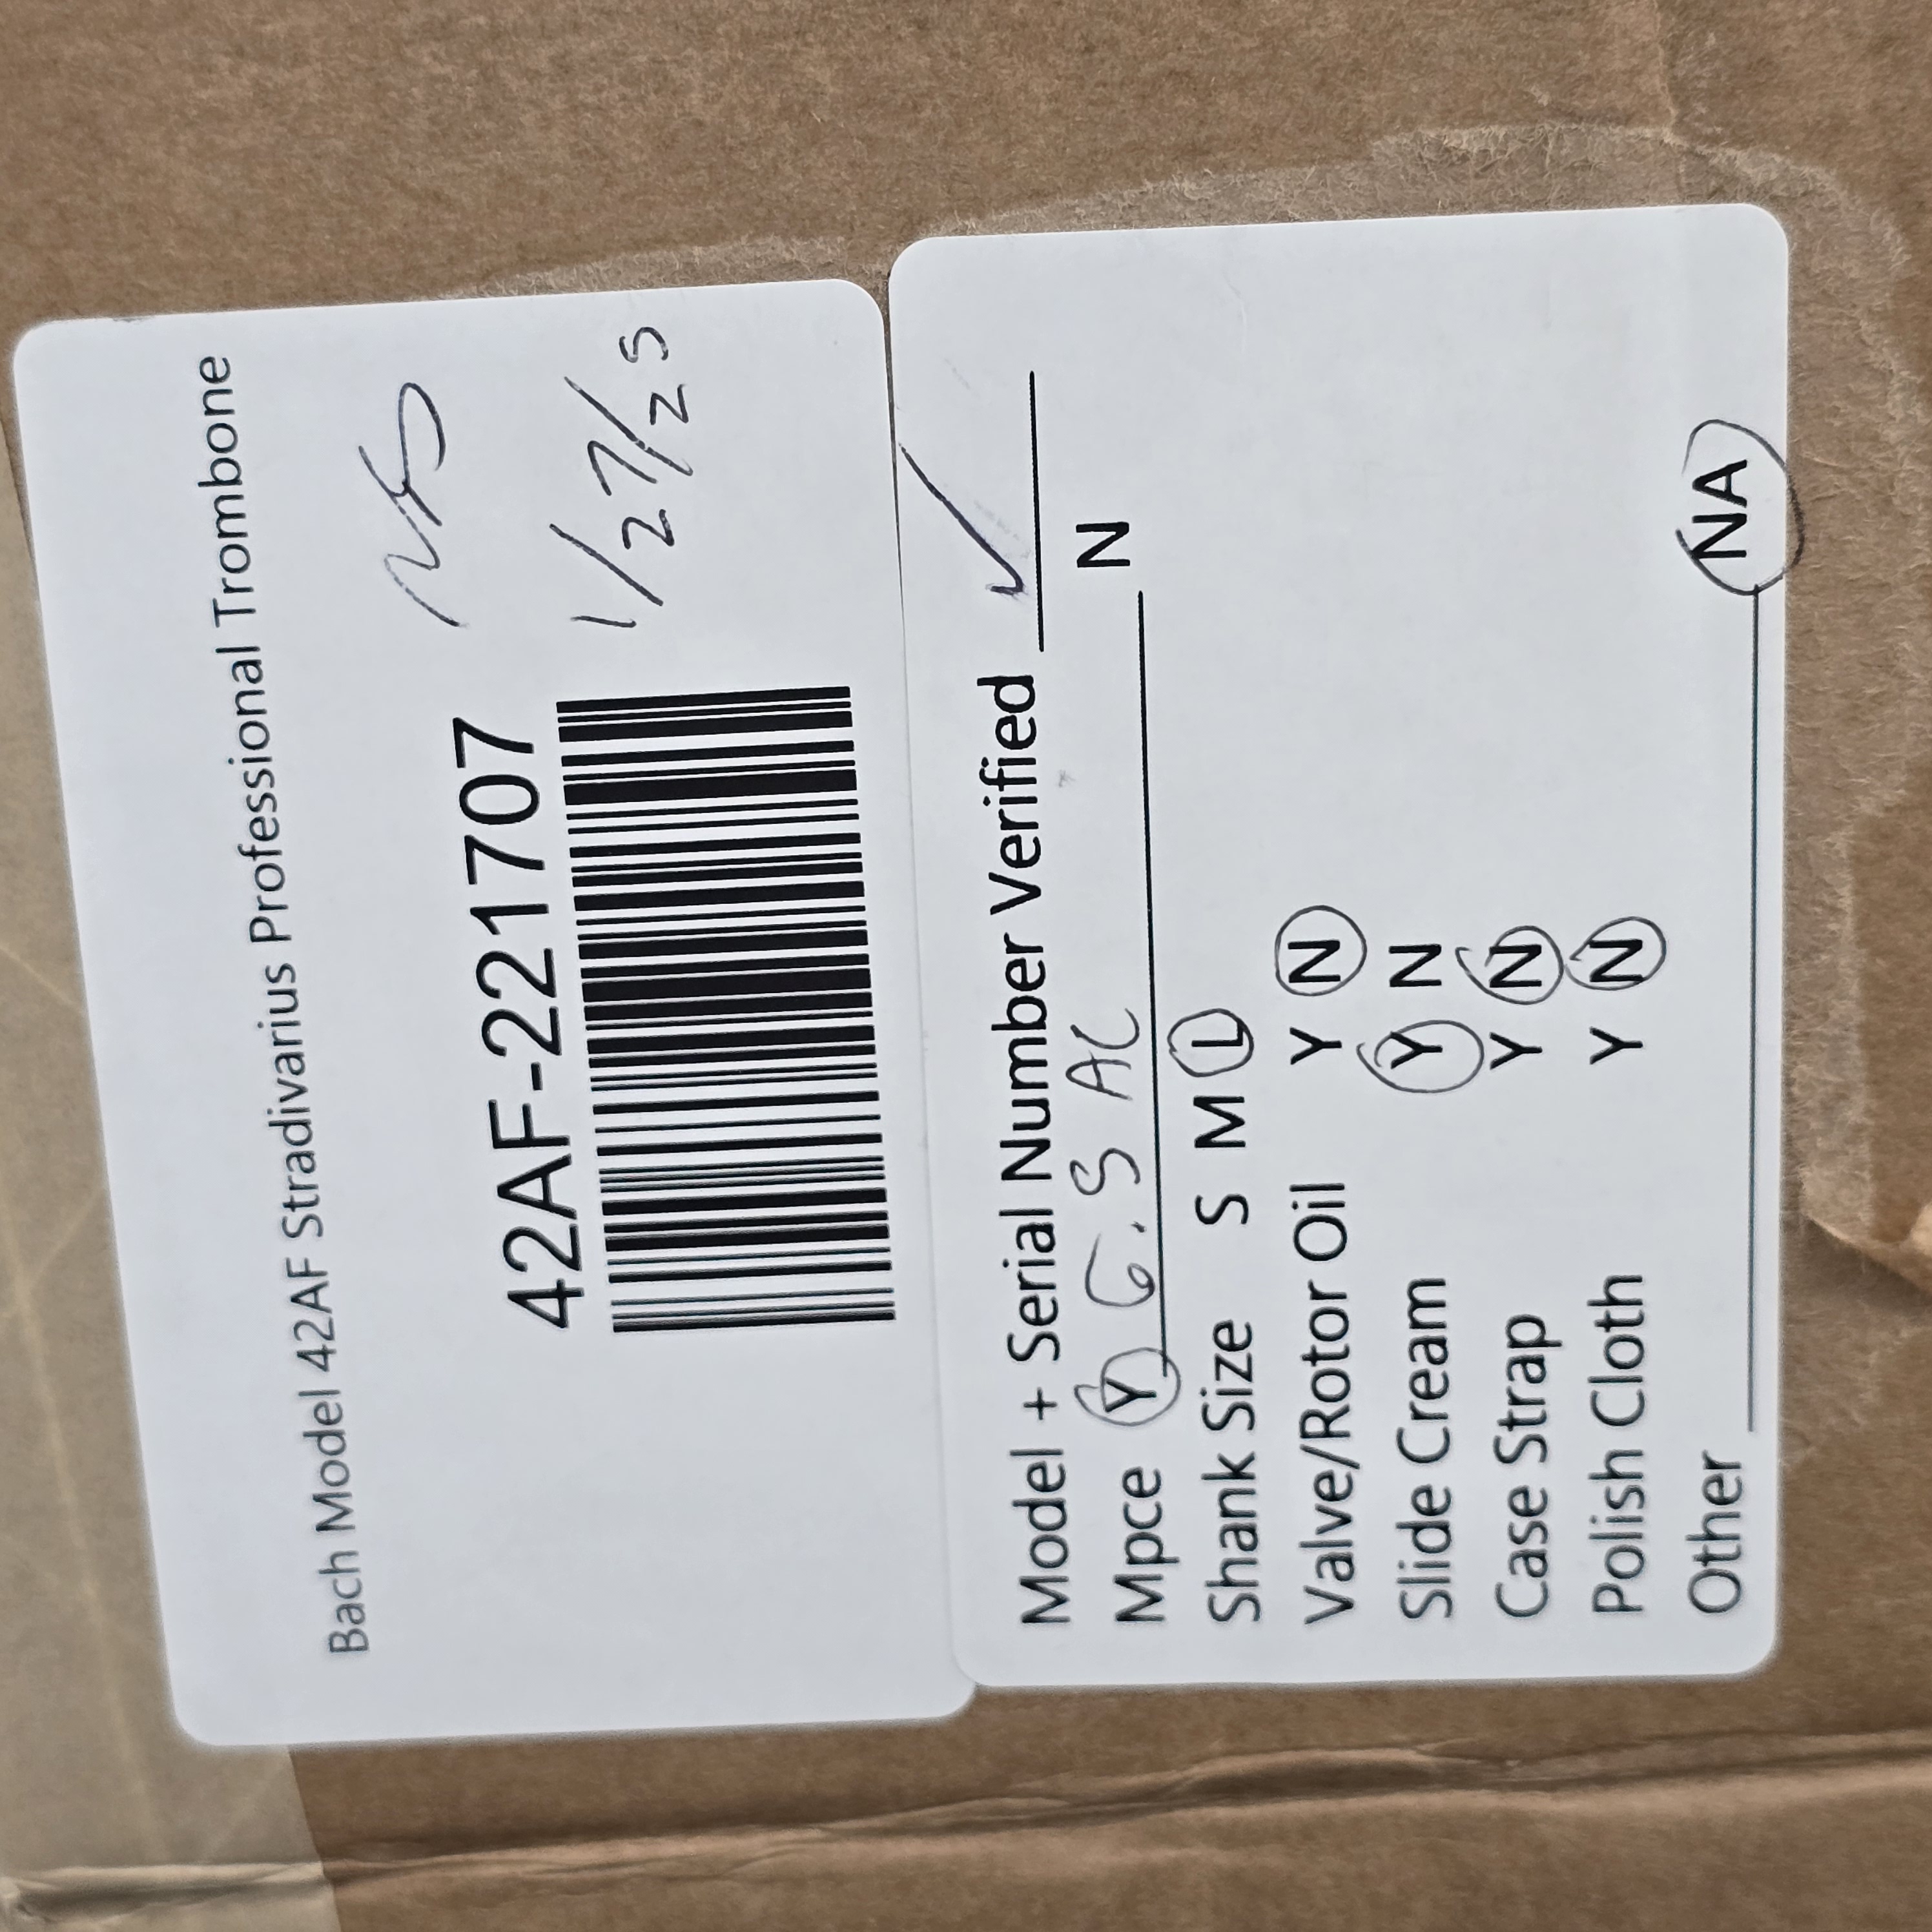 Bach Model 42AF Stradivarius Professional Trombone
42AF-221707
1/27/25
Model + Serial Number Verified ✓
Mpce Y 6.5 AL N
Shank Size S M L
Valve/Rotor Oil Y N
Slide Cream Y N
Case Strap Y N
Polish Cloth Y N
Other NA